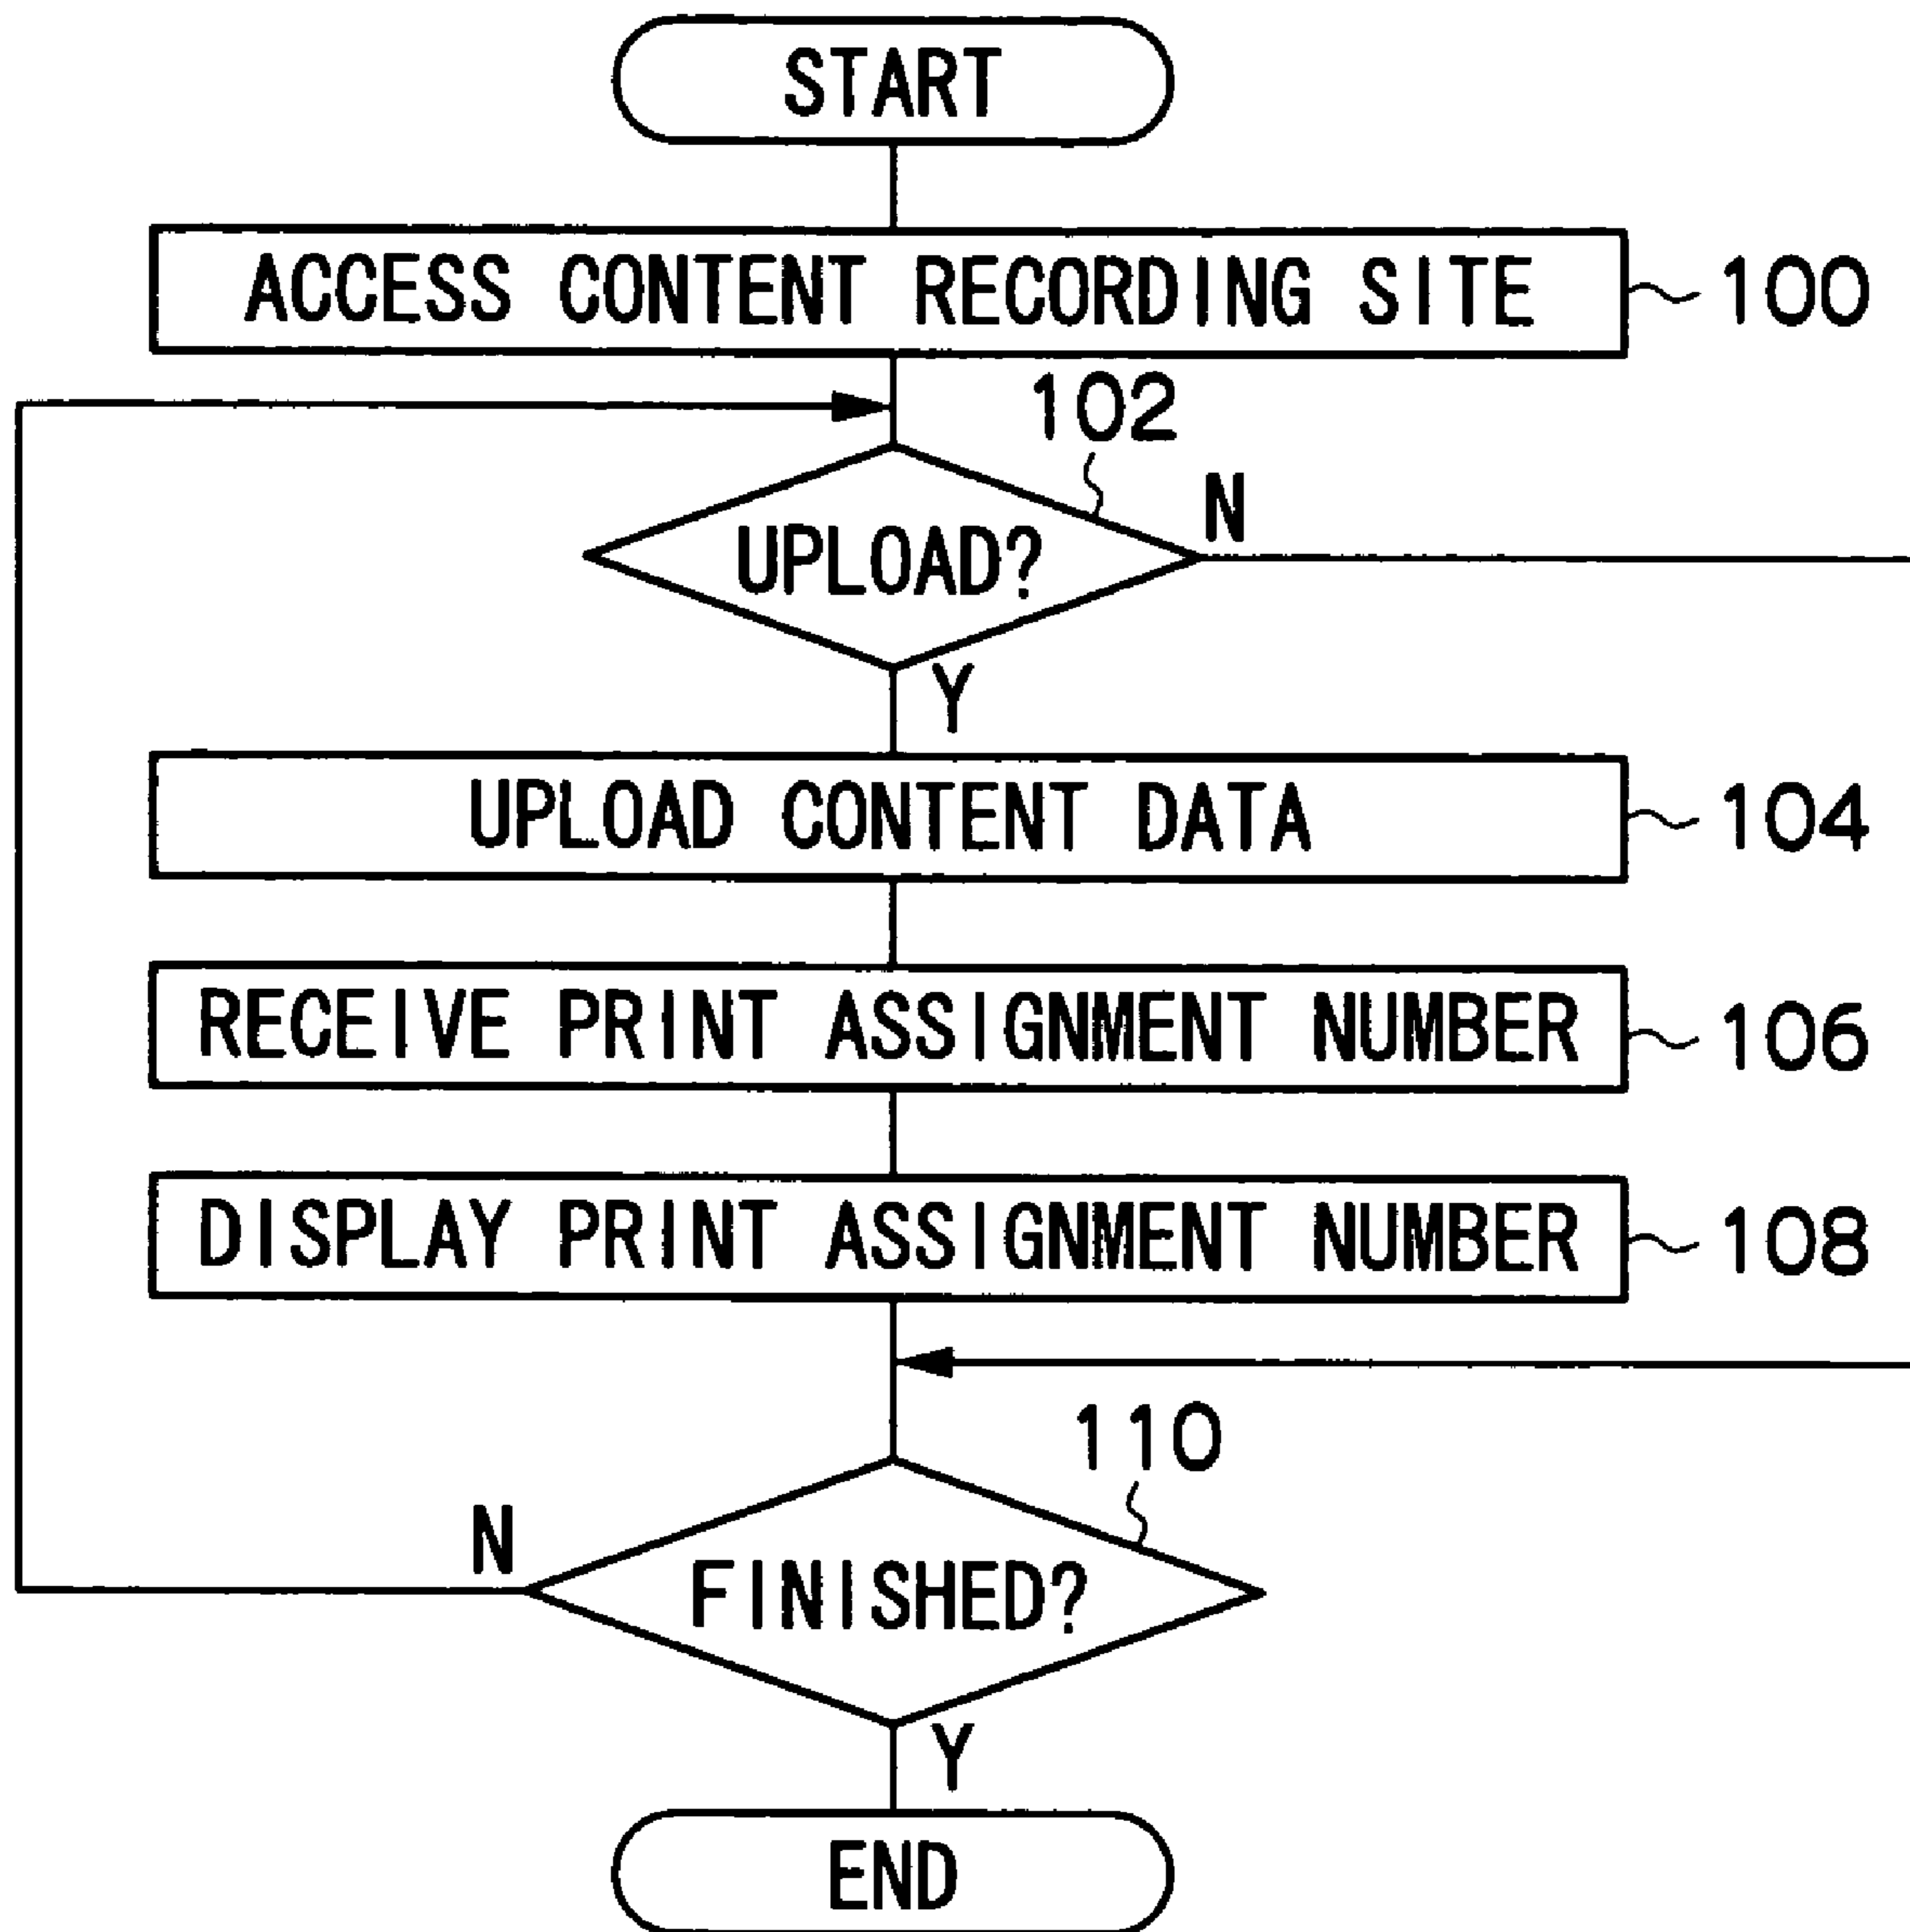 START
ACCESS CONTENT RECORDING SITE
100
102
UPLOAD?
N
Y
UPLOAD CONTENT DATA
104
RECEIVE PRINT ASSIGNMENT NUMBER
106
DISPLAY PRINT ASSIGNMENT NUMBER
108
110
N
FINISHED?
Y
END